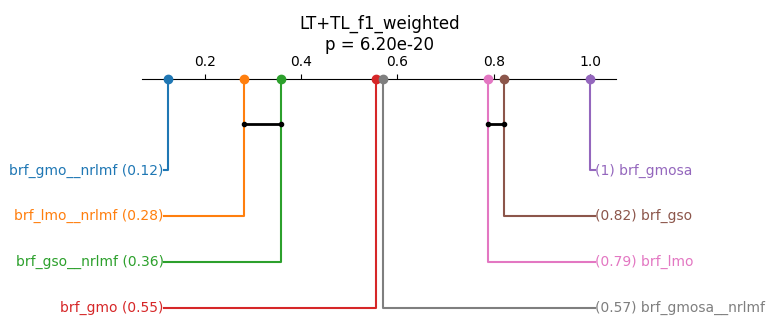 LT+TL_f1_weighted
p = 6.20e-20
0.2 0.4 0.6 0.8 1.0
brf_gmo__nrlmf (0.12) (1) brf_gmosa
brf_lmo__nrlmf (0.28) (0.82) brf_gso
brf_gso__nrlmf (0.36) (0.79) brf_lmo
brf_gmo (0.55) (0.57) brf_gmosa__nrlmf